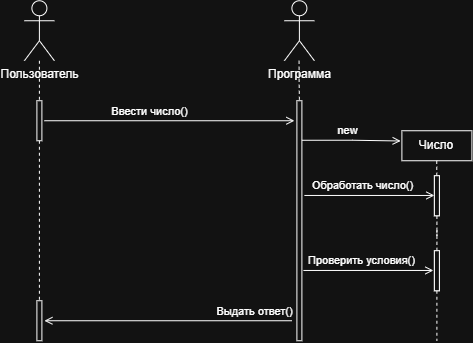 Пользователь
Программа
Ввести число()
new
Число
Обработать число()
Проверить условия()
Выдать ответ()